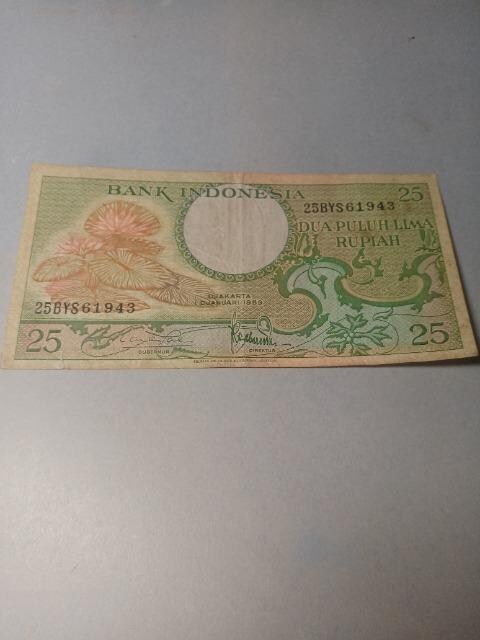 BANK INDONESIA
25
25BYS61943
DUA PULUH LIMA
RUPIAH
DJAKARTA
1 DJANUARI 1959
25BYS61943
25
GUBERNUR
DIREKTUR
25